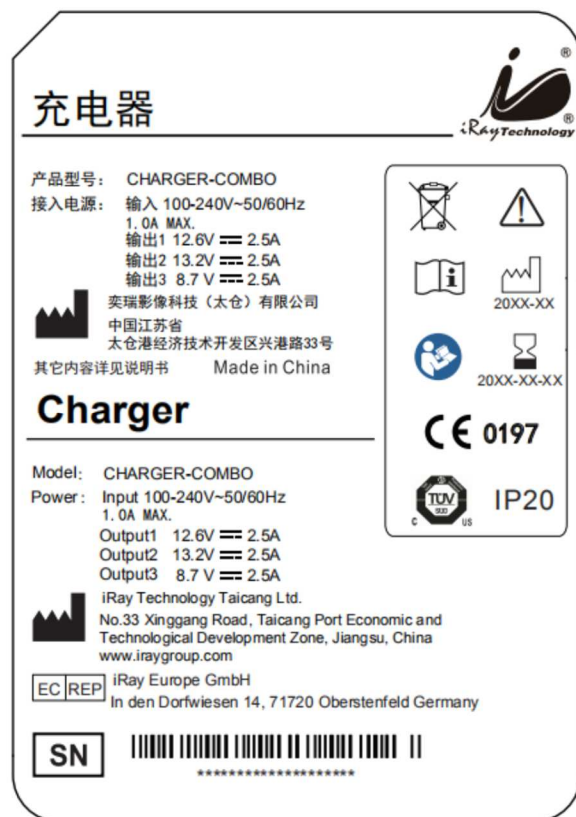 充电器
iRay Technology
®
®
产品型号： CHARGER-COMBO
接入电源： 输入 100-240V~50/60Hz
1.0A MAX.
输出1 12.6V ⎓ 2.5A
输出2 13.2V ⎓ 2.5A
输出3 8.7 V ⎓ 2.5A
奕瑞影像科技（太仓）有限公司
中国江苏省
太仓港经济技术开发区兴港路33号
其它内容详见说明书 Made in China
i
20XX-XX
20XX-XX-XX
CE 0197
TÜV
SÜD
C US
IP20
Charger
Model: CHARGER-COMBO
Power: Input 100-240V~50/60Hz
1.0A MAX.
Output1 12.6V ⎓ 2.5A
Output2 13.2V ⎓ 2.5A
Output3 8.7 V ⎓ 2.5A
iRay Technology Taicang Ltd.
No.33 Xinggang Road, Taicang Port Economic and
Technological Development Zone, Jiangsu, China
www.iraygroup.com
EC REP
iRay Europe GmbH
In den Dorfwiesen 14, 71720 Oberstenfeld Germany
SN
********************